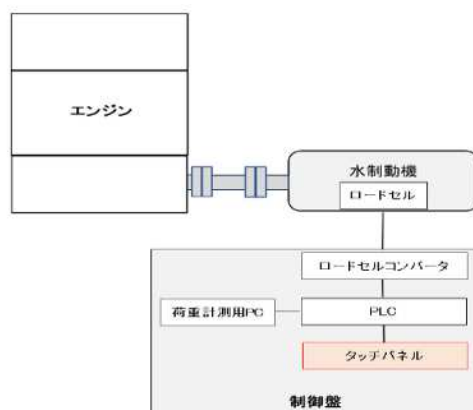 エンジン
水制動機
ロードセル
ロードセルコンバータ
荷重計測用PC
PLC
タッチパネル
制御盤